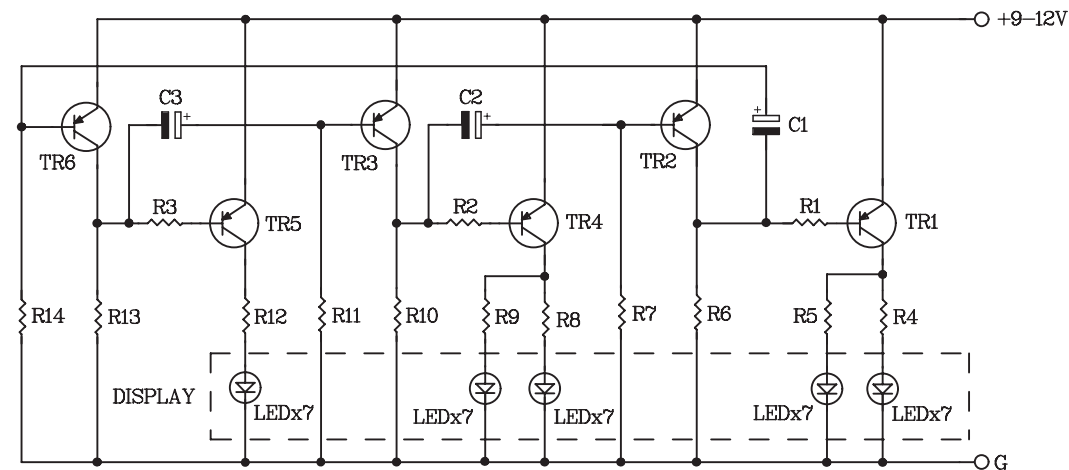 +9-12V
C3
+
C2
+
+
C1
TR6
TR3
TR2
R3
TR5
R2
TR4
R1
TR1
R14
R13
R12
R11
R10
R9
R8
R7
R6
R5
R4
DISPLAY
LEDx7
LEDx7
LEDx7
LEDx7
LEDx7
G